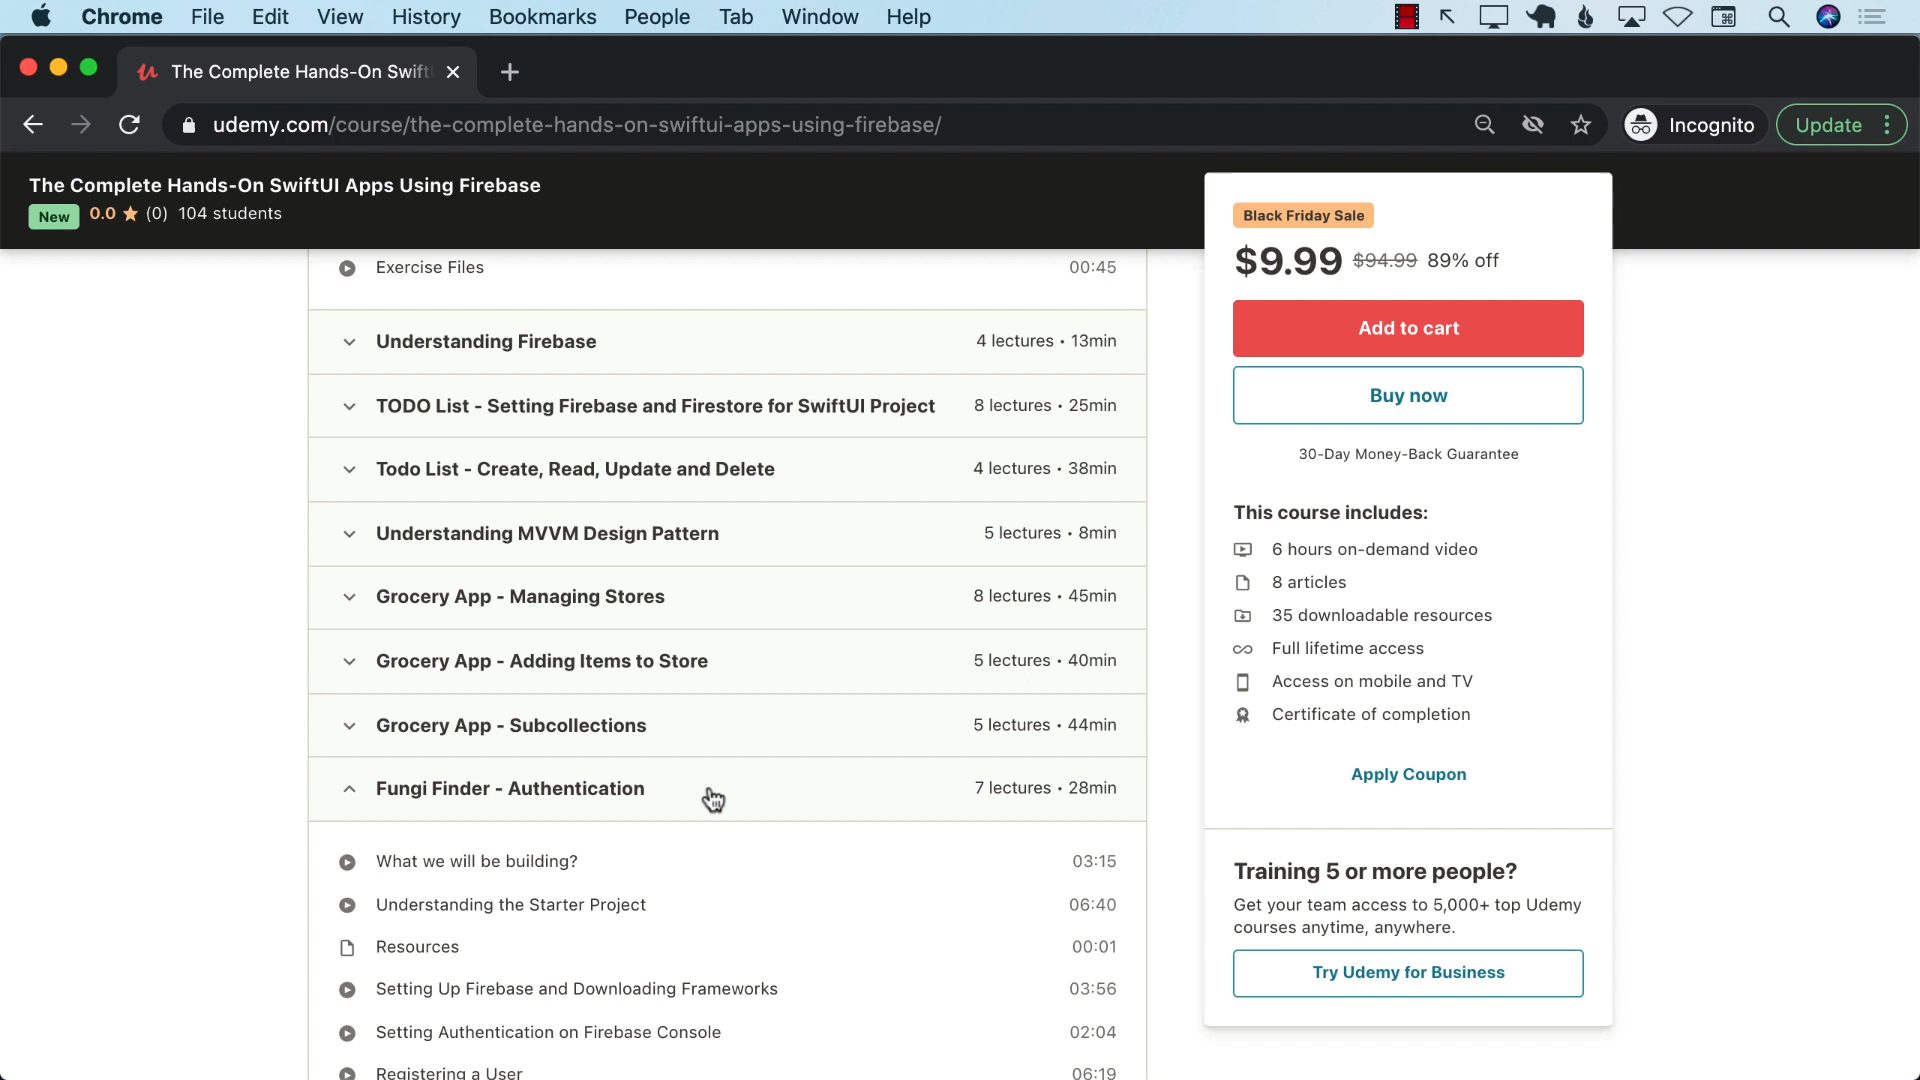 Chrome File Edit View History Bookmarks People Tab Window Help
The Complete Hands-On Swift
udemy.com/course/the-complete-hands-on-swiftui-apps-using-firebase/
Incognito
Update
The Complete Hands-On SwiftUI Apps Using Firebase
New 0.0 (0) 104 students
Exercise Files 00:45
Understanding Firebase 4 lectures • 13min
TODO List - Setting Firebase and Firestore for SwiftUI Project 8 lectures • 25min
Todo List - Create, Read, Update and Delete 4 lectures • 38min
Understanding MVVM Design Pattern 5 lectures • 8min
Grocery App - Managing Stores 8 lectures • 45min
Grocery App - Adding Items to Store 5 lectures • 40min
Grocery App - Subcollections 5 lectures • 44min
Fungi Finder - Authentication 7 lectures • 28min
What we will be building? 03:15
Understanding the Starter Project 06:40
Resources 00:01
Setting Up Firebase and Downloading Frameworks 03:56
Setting Authentication on Firebase Console 02:04
Registering a User 06:19
Black Friday Sale
$9.99 $94.99 89% off
Add to cart
Buy now
30-Day Money-Back Guarantee
This course includes:
6 hours on-demand video
8 articles
35 downloadable resources
Full lifetime access
Access on mobile and TV
Certificate of completion
Apply Coupon
Training 5 or more people?
Get your team access to 5,000+ top Udemy
courses anytime, anywhere.
Try Udemy for Business